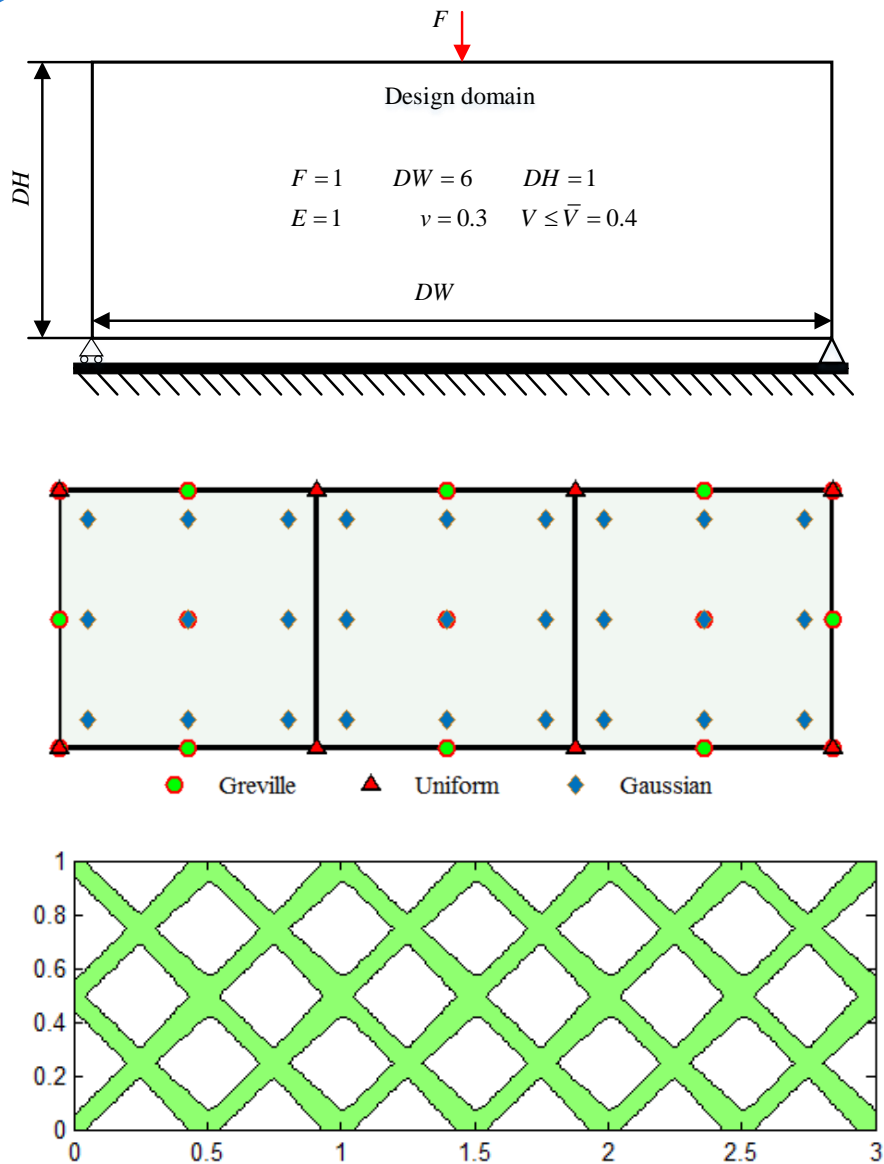 F
Design domain
DH
F = 1 DW = 6 DH = 1
E = 1 v = 0.3 V ≤ V̅ = 0.4
DW
Greville Uniform Gaussian
1
0.8
0.6
0.4
0.2
0
0 0.5 1 1.5 2 2.5 3